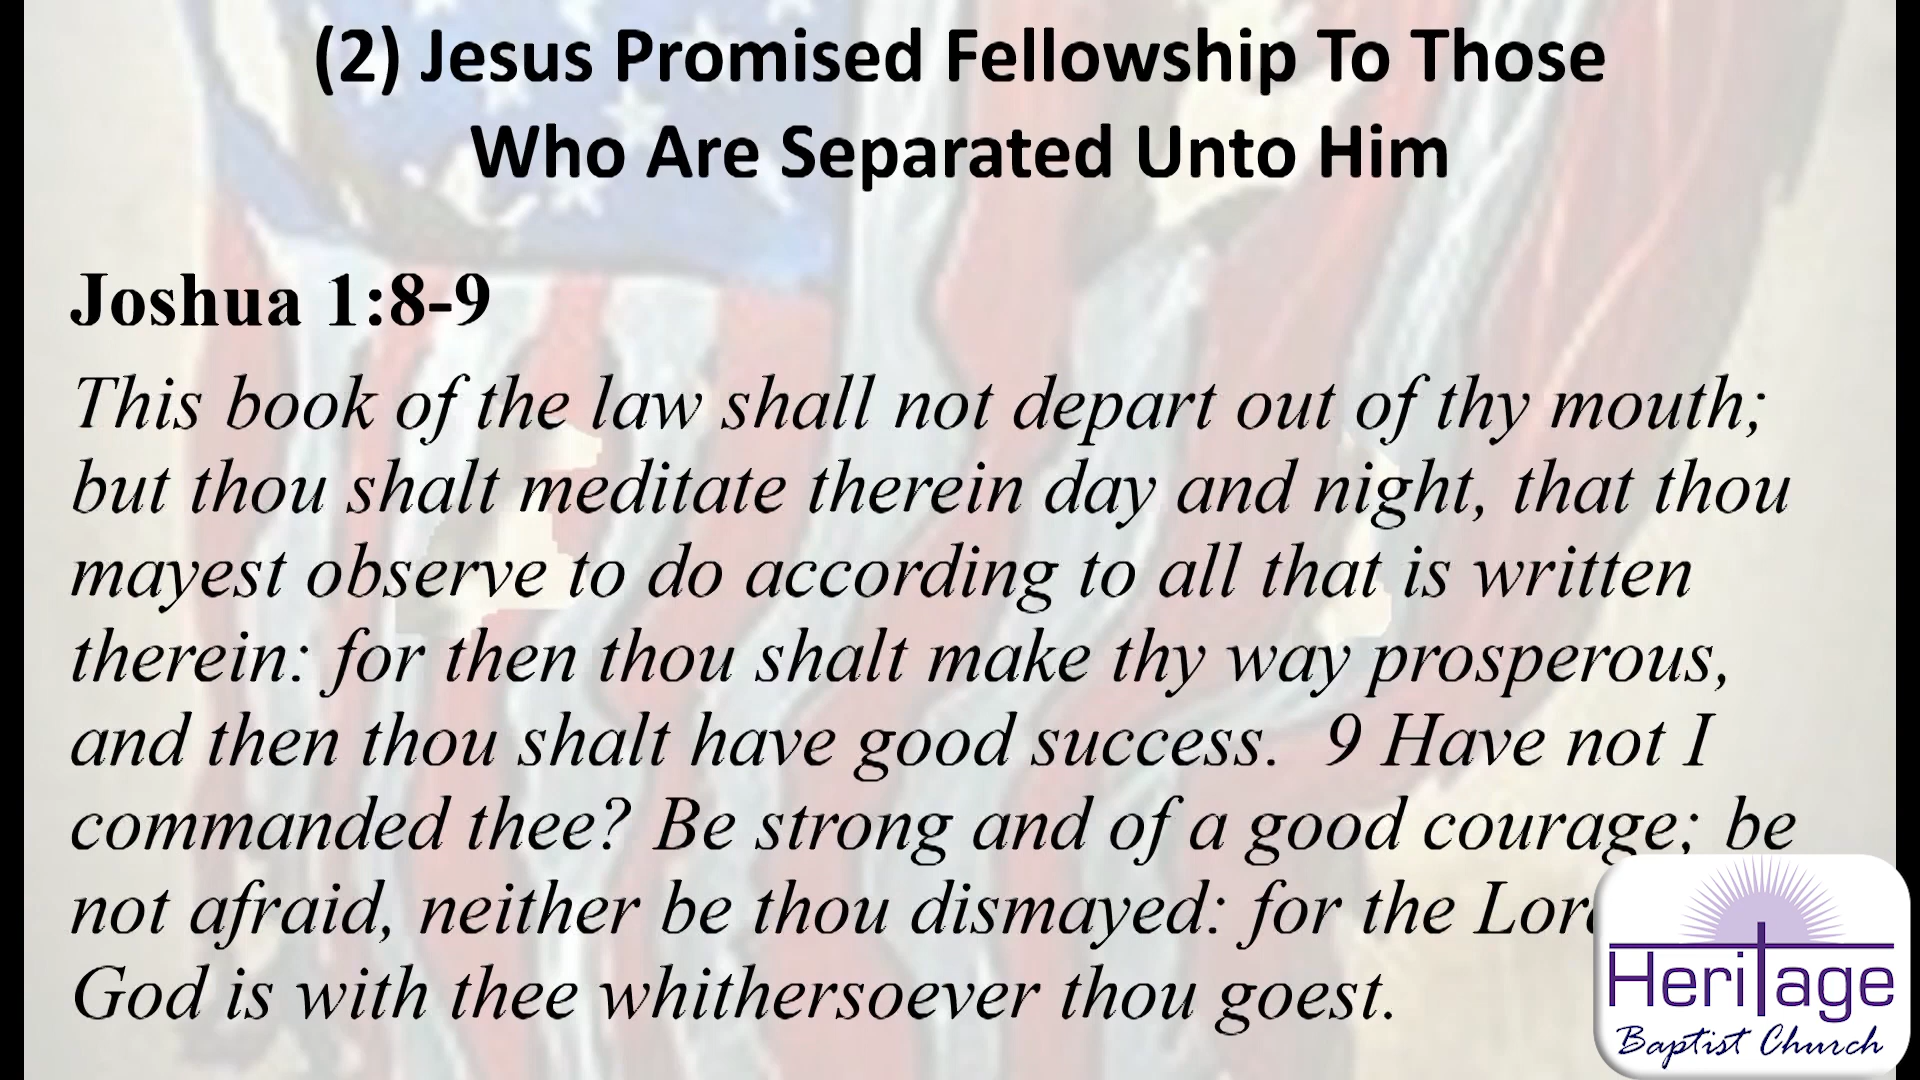 (2) Jesus Promised Fellowship To Those
Who Are Separated Unto Him
Joshua 1:8-9
This book of the law shall not depart out of thy mouth;
but thou shalt meditate therein day and night, that thou
mayest observe to do according to all that is written
therein: for then thou shalt make thy way prosperous,
and then thou shalt have good success. 9 Have not I
commanded thee? Be strong and of a good courage; be
not afraid, neither be thou dismayed: for the
God is with thee whithersoever thou goest.
Heritage
Baptist Church